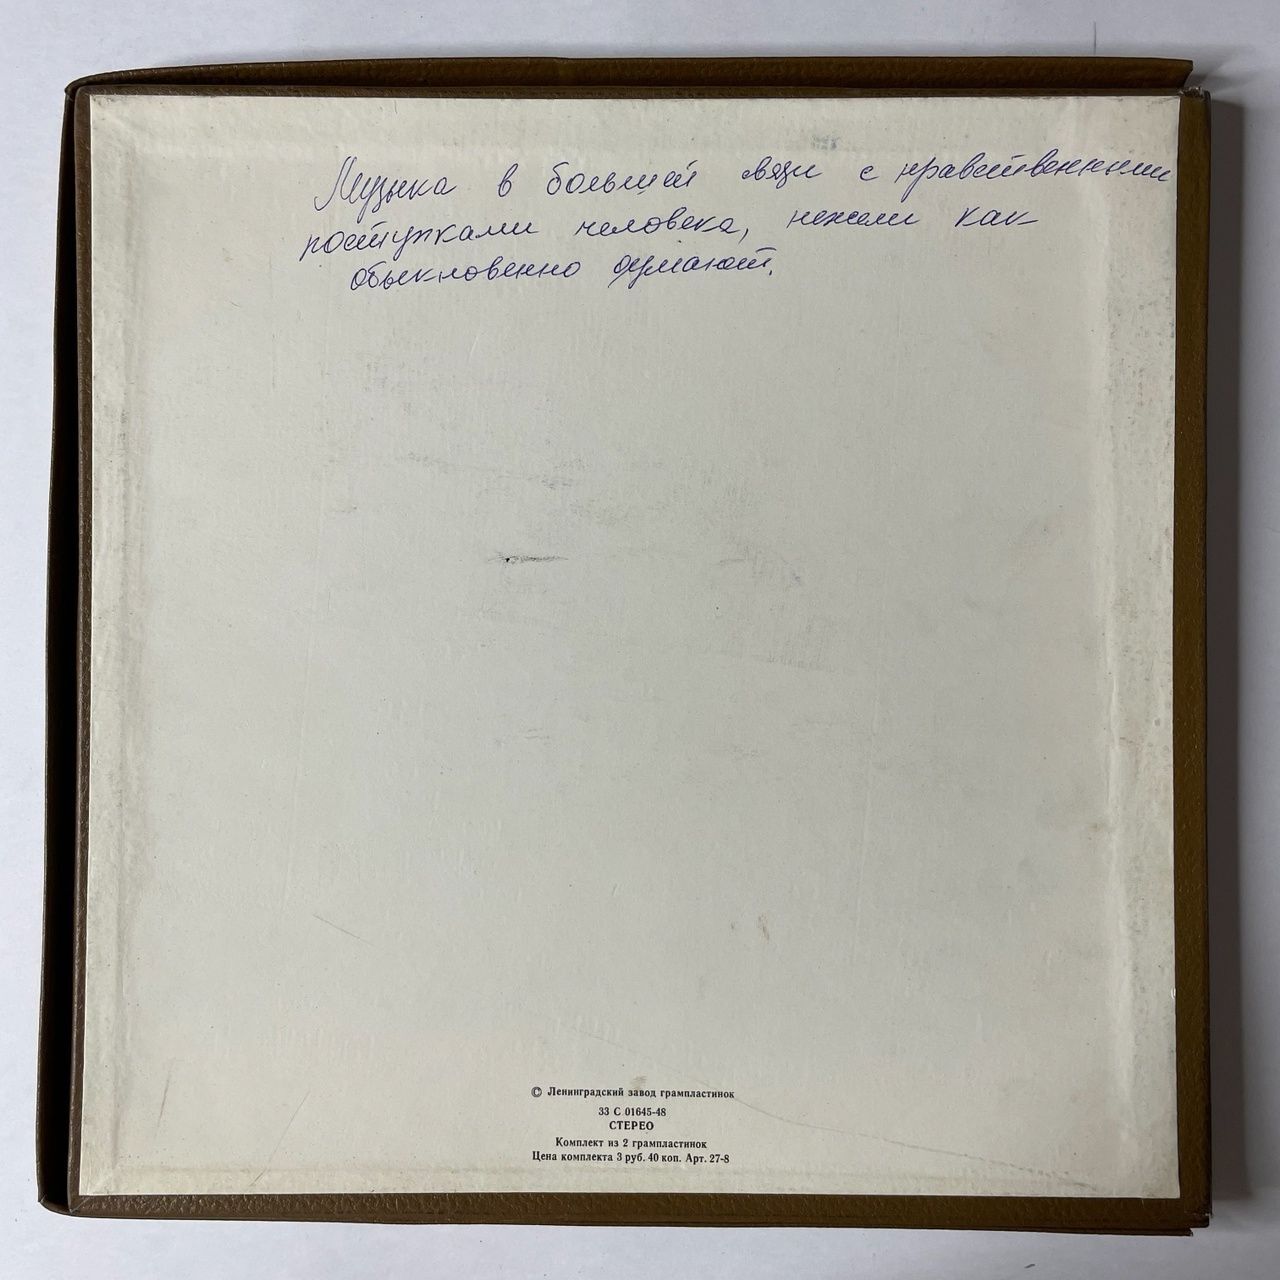 Музыка в большей связи с нравственными
поступками человека, нежели как
обыкновенно думают.
© Ленинградский завод грампластинок
33 С 01645-48
СТЕРЕО
Комплект из 2 грампластинок
Цена комплекта 3 руб. 40 коп. Арт. 27-8